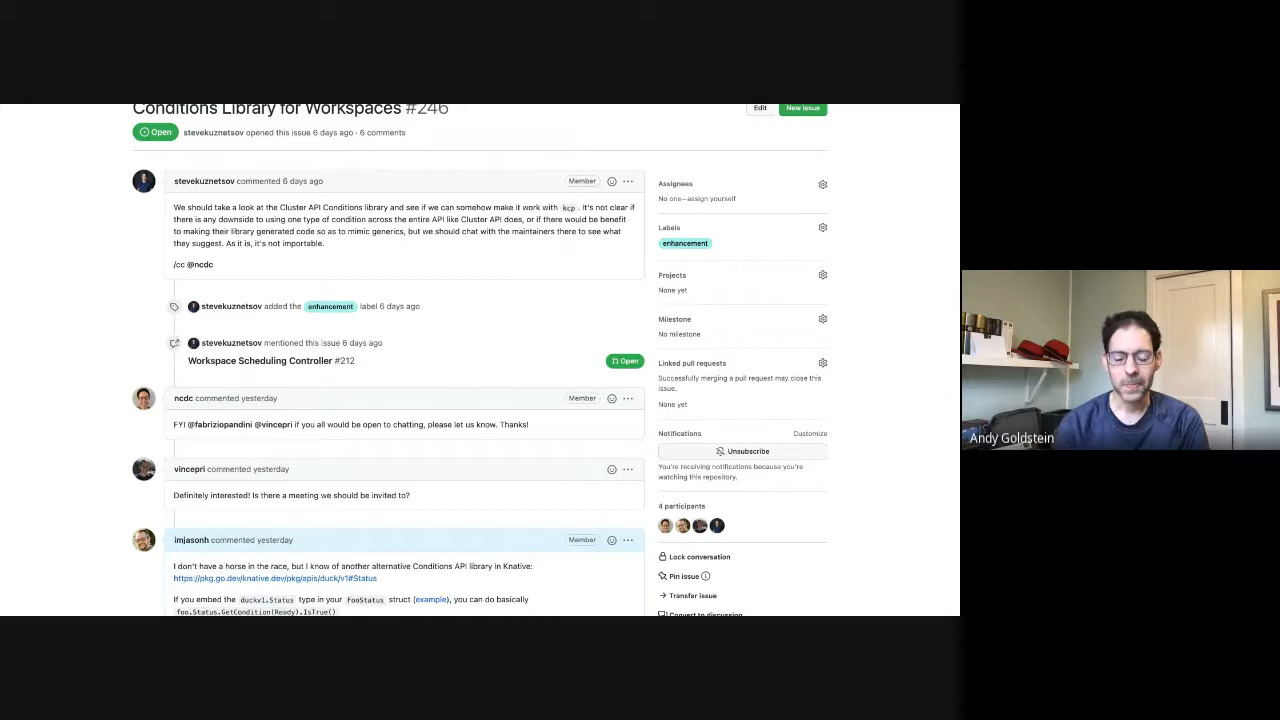 Conditions Library for Workspaces #246
Edit
New issue
Open
stevekuznetsov opened this issue 6 days ago · 6 comments
stevekuznetsov commented 6 days ago
Member
We should take a look at the Cluster API Conditions library and see if we can somehow make it work with kcp. It's not clear if
there is any downside to using one type of condition across the entire API like Cluster API does, or if there would be benefit
to making their library generated code so as to mimic generics, but we should chat with the maintainers there to see what
they suggest. As it is, it's not importable.
/cc @ncdc
stevekuznetsov added the enhancement label 6 days ago
stevekuznetsov mentioned this issue 6 days ago
Workspace Scheduling Controller #212
Open
ncdc commented yesterday
Member
FYI @fabriziopandini @vincepri if you all would be open to chatting, please let us know. Thanks!
vincepri commented yesterday
Definitely interested! Is there a meeting we should be invited to?
imjasonh commented yesterday
Member
I don't have a horse in the race, but I know of another alternative Conditions API library in Knative:
https://pkg.go.dev/knative.dev/pkg/apis/duck/v1#Status
If you embed the duckv1.Status type in your FooStatus struct (example), you can do basically
foo.Status.GetCondition(Ready).IsTrue()
Assignees
No one—assign yourself
Labels
enhancement
Projects
None yet
Milestone
No milestone
Linked pull requests
Successfully merging a pull request may close this
issue.
None yet
Notifications
Customize
Unsubscribe
You're receiving notifications because you're
watching this repository.
4 participants
Lock conversation
Pin issue
Transfer issue
Convert to discussion
Andy Goldstein